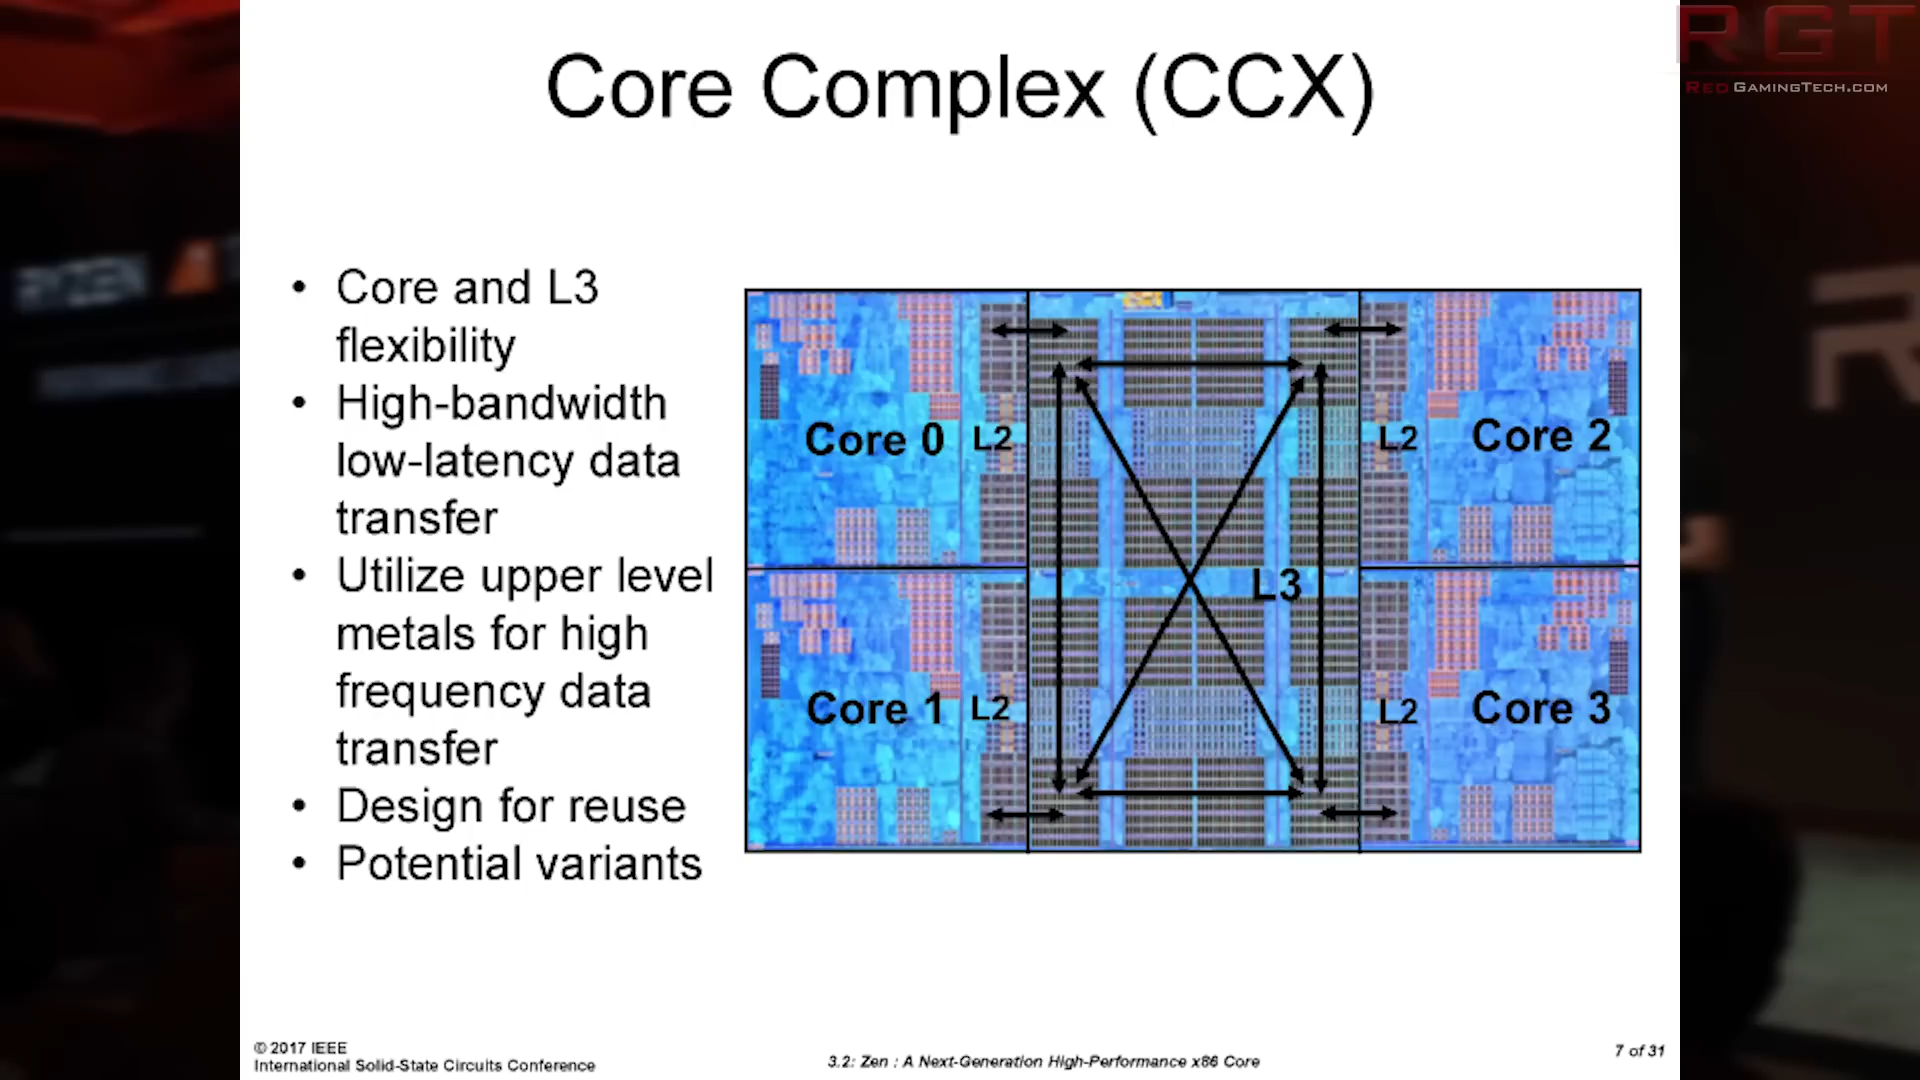 RGT
REDGAMINGTECH.COM
Core Complex (CCX)
• Core and L3
flexibility
• High-bandwidth
low-latency data
transfer
• Utilize upper level
metals for high
frequency data
transfer
• Design for reuse
• Potential variants
Core 0 L2 L2 Core 2
L3
Core 1 L2 L2 Core 3
© 2017 IEEE
International Solid-State Circuits Conference
3.2: Zen : A Next-Generation High-Performance x86 Core
7 of 31
RYZEN